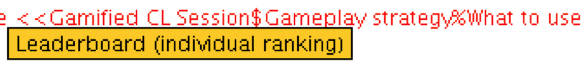 e <<Gamified CL Session$Gameplay strategy%What to use
Leaderboard (individual ranking)